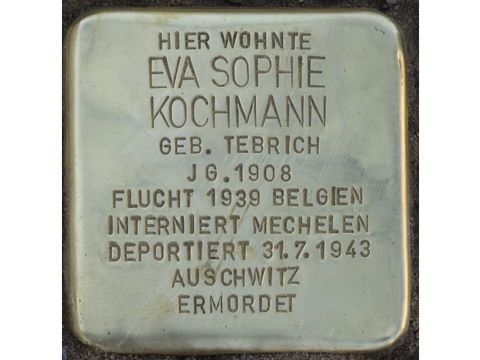 HIER WOHNTE
EVA SOPHIE
KOCHMANN
GEB. TEBRICH
JG. 1908
FLUCHT 1939 BELGIEN
INTERNIERT MECHELEN
DEPORTIERT 31.7.1943
AUSCHWITZ
ERMORDET